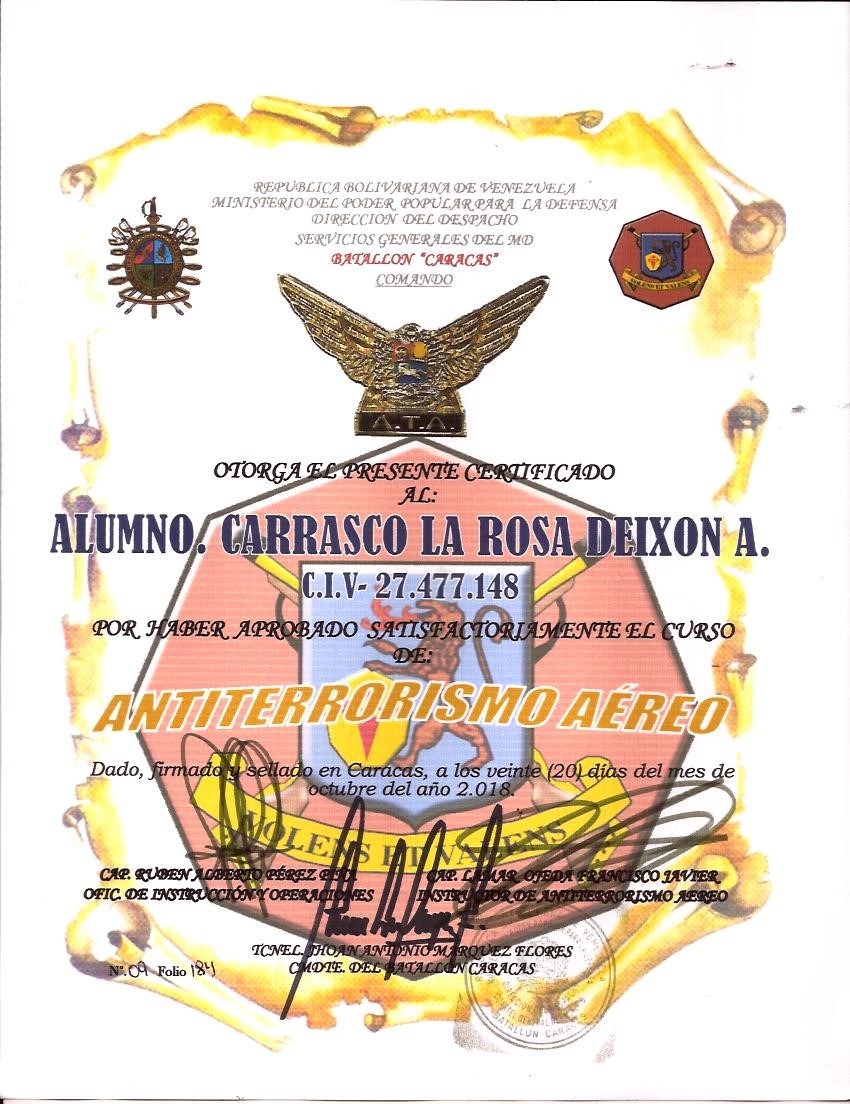 REPUBLICA BOLIVARIANA DE VENEZUELA
MINISTERIO DEL PODER POPULAR PARA LA DEFENSA
DIRECCION DEL DESPACHO
SERVICIOS GENERALES DEL MD
BATALLON "CARACAS"
COMANDO
VOLENS ET VALENS
A.T.A.
OTORGA EL PRESENTE CERTIFICADO
AL:
ALUMNO. CARRASCO LA ROSA DEIXON A.
C.I.V- 27.477.148
POR HABER APROBADO SATISFACTORIAMENTE EL CURSO
DE:
ANTITERRORISMO AÉREO
Dado, firmado y sellado en Caracas, a los veinte (20) días del mes de
octubre del año 2.018.
VOLENS ET VALENS
CAP. RUBEN ALBERTO PÉREZ
OFIC. DE INSTRUCCIÓN Y OPERACIONES
CAP. LAMAR OJEDA FRANCISCO JAVIER
INSTRUCTOR DE ANTITERRORISMO AEREO
TCNEL. JHOAN ANTONIO MÁRQUEZ FLORES
CMDTE. DEL BATALLÓN CARACAS
Nº. 09 Folio 184
BATALLON CARACAS